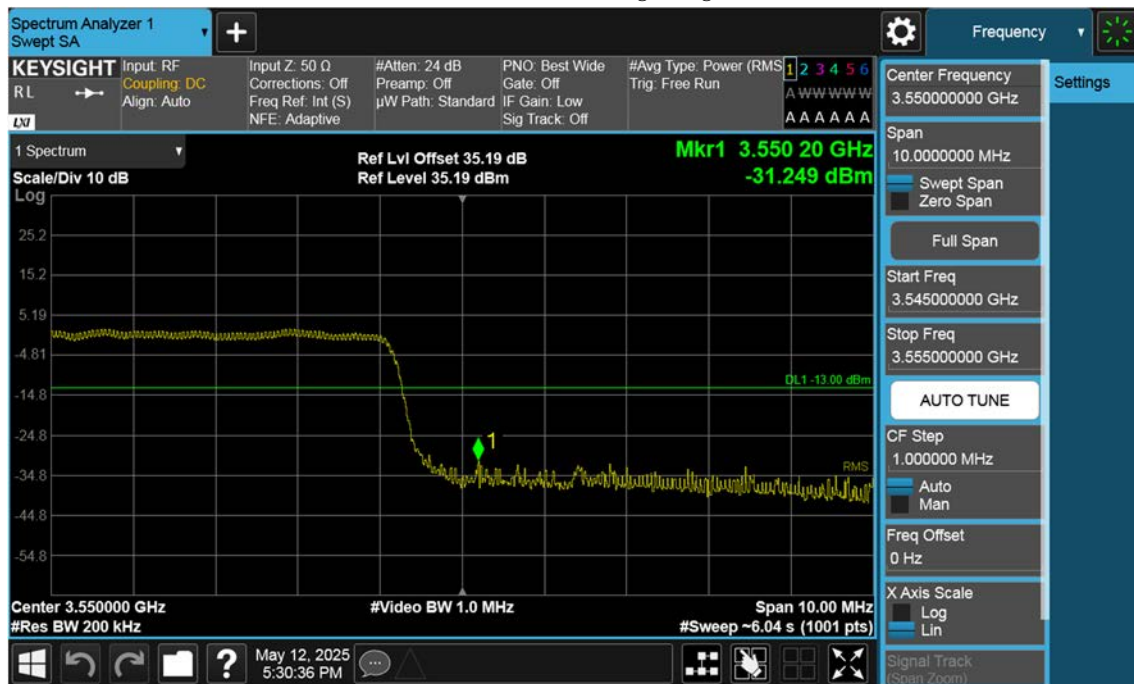 Spectrum Analyzer 1
Swept SA
+
Frequency
KEYSIGHT
RL
LXI
Input: RF
Coupling: DC
Align: Auto
Input Z: 50 Ω
Corrections: Off
Freq Ref: Int (S)
NFE: Adaptive
#Atten: 24 dB
Preamp: Off
µW Path: Standard
PNO: Best Wide
Gate: Off
IF Gain: Low
Sig Track: Off
#Avg Type: Power (RMS
Trig: Free Run
1 2 3 4 5 6
A W W W W W
A A A A A A
Center Frequency
3.550000000 GHz
Settings
Span
10.0000000 MHz
Swept Span
Zero Span
Full Span
Start Freq
3.545000000 GHz
Stop Freq
3.555000000 GHz
AUTO TUNE
CF Step
1.000000 MHz
Auto
Man
Freq Offset
0 Hz
X Axis Scale
Log
Lin
Signal Track
(Span Zoom)
1 Spectrum
Scale/Div 10 dB
Ref Lvl Offset 35.19 dB
Ref Level 35.19 dBm
Mkr1 3.550 20 GHz
-31.249 dBm
Log
25.2
15.2
5.19
-4.81
DL1 -13.00 dBm
-14.8
-24.8
1
RMS
-34.8
-44.8
-54.8
Center 3.550000 GHz
#Video BW 1.0 MHz
Span 10.00 MHz
#Res BW 200 kHz
#Sweep ~6.04 s (1001 pts)
?
May 12, 2025
5:30:36 PM